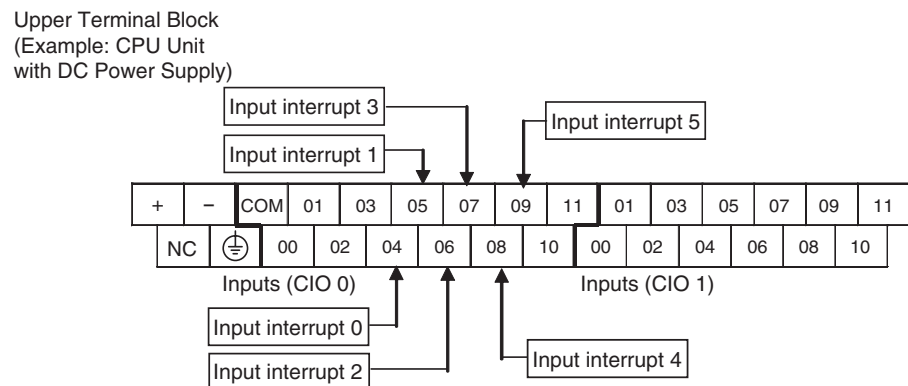 Upper Terminal Block
(Example: CPU Unit
with DC Power Supply)
Input interrupt 3
Input interrupt 5
Input interrupt 1
+ − COM 01 03 05 07 09 11 01 03 05 07 09 11
NC 00 02 04 06 08 10 00 02 04 06 08 10
Inputs (CIO 0) Inputs (CIO 1)
Input interrupt 0
Input interrupt 2
Input interrupt 4